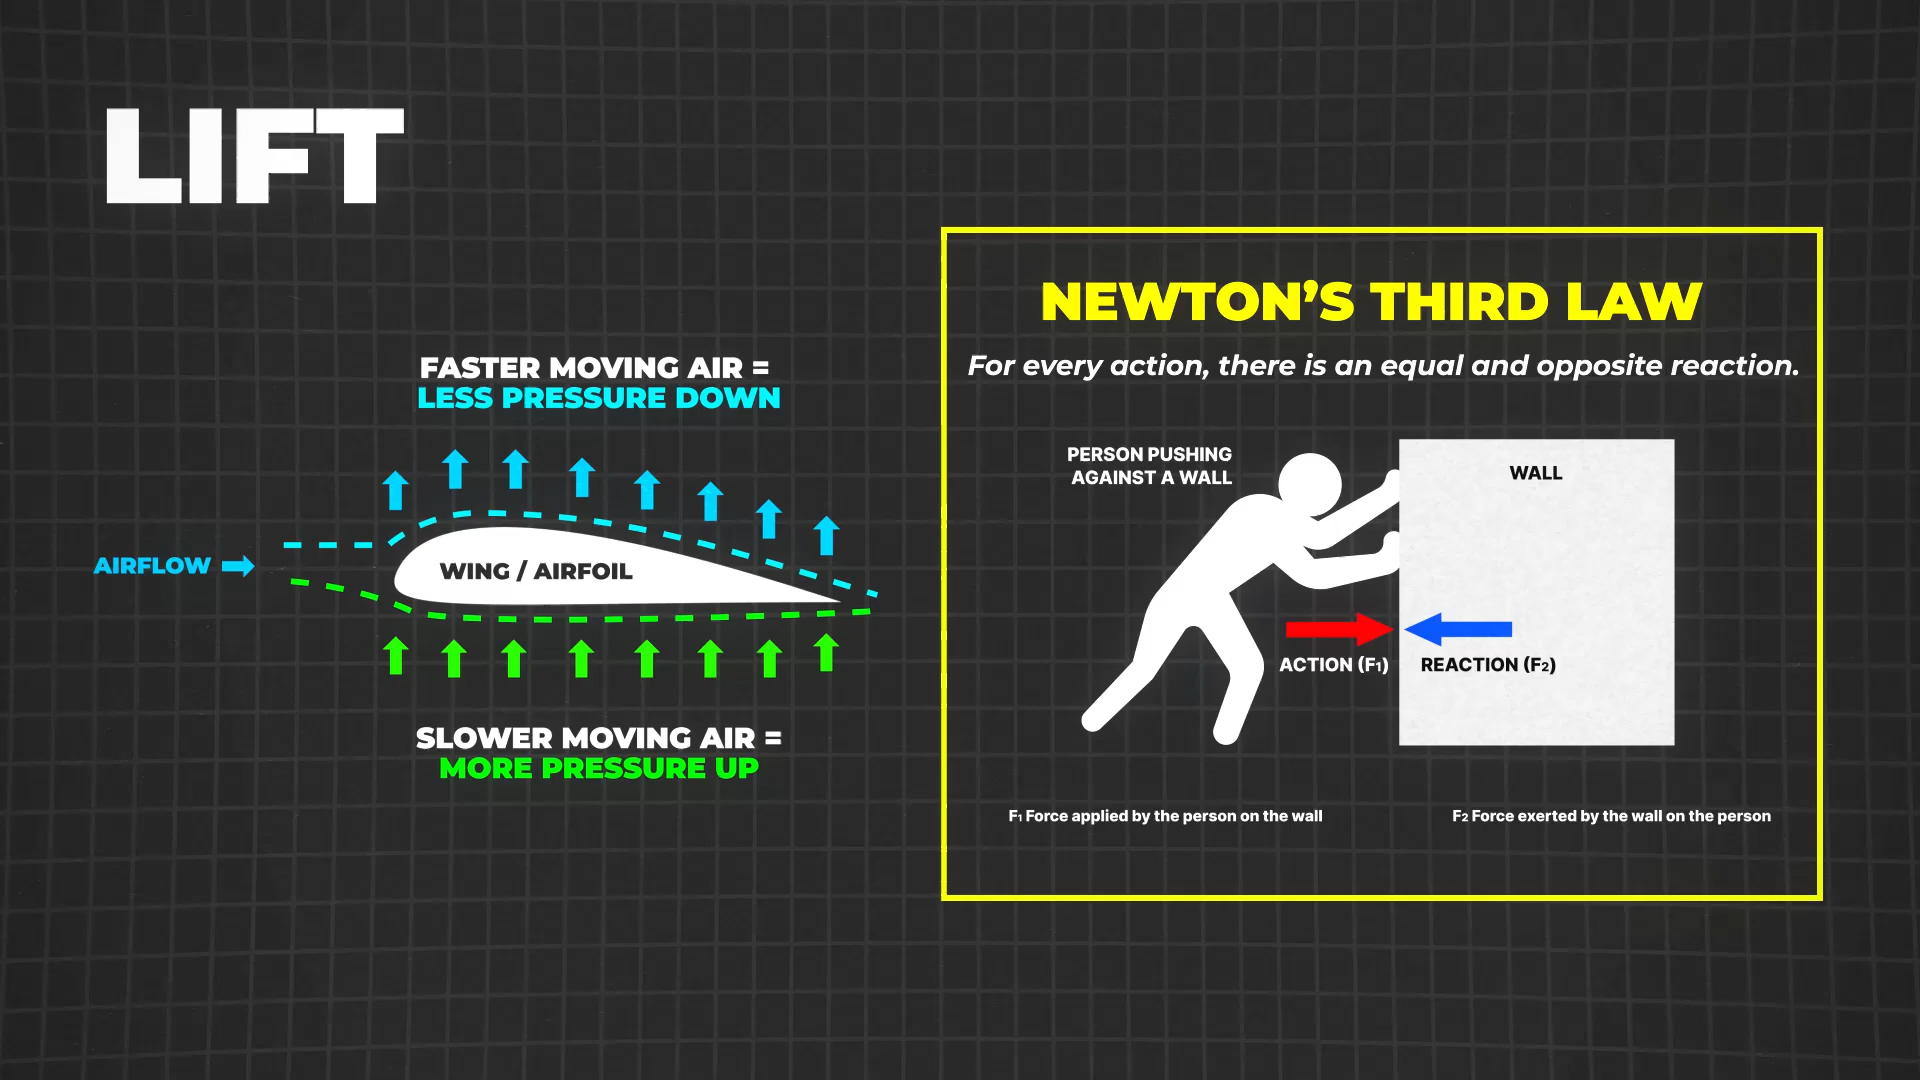 LIFT
FASTER MOVING AIR =
LESS PRESSURE DOWN
AIRFLOW
WING / AIRFOIL
SLOWER MOVING AIR =
MORE PRESSURE UP
NEWTON’S THIRD LAW
For every action, there is an equal and opposite reaction.
PERSON PUSHING
AGAINST A WALL
WALL
ACTION (F₁)
REACTION (F₂)
F₁ Force applied by the person on the wall
F₂ Force exerted by the wall on the person